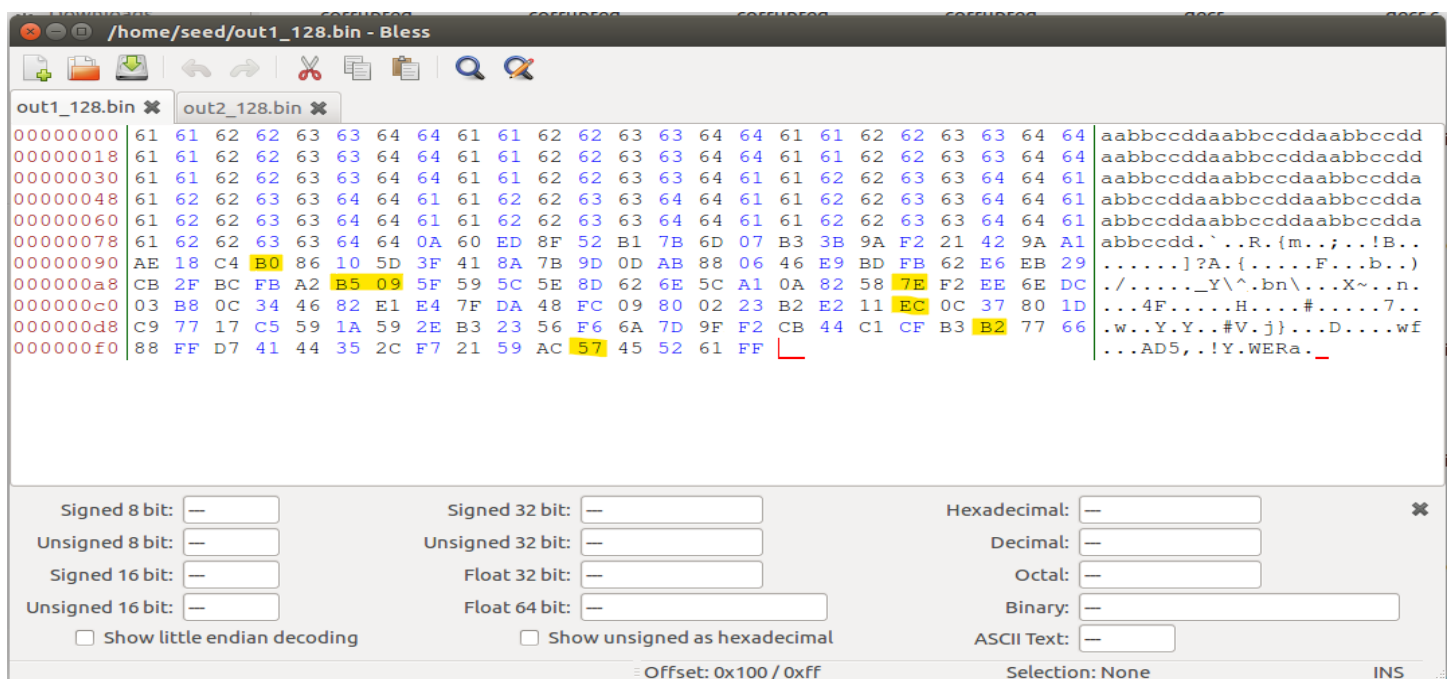 /home/seed/out1_128.bin - Bless
out1_128.bin out2_128.bin
00000000 61 61 62 62 63 63 64 64 61 61 62 62 63 63 64 64 61 61 62 62 63 63 64 64 aabbccddaabbccddaabbccdd
00000018 61 61 62 62 63 63 64 64 61 61 62 62 63 63 64 64 61 61 62 62 63 63 64 64 aabbccddaabbccddaabbccdd
00000030 61 61 62 62 63 63 64 64 61 61 62 62 63 63 64 61 61 62 62 63 63 64 64 61 aabbccddaabbccddaabbccdda
00000048 61 62 62 63 63 64 64 61 61 62 62 63 63 64 64 61 61 62 62 63 63 64 64 61 abbccddaabbccddaabbccdda
00000060 61 62 62 63 63 64 64 61 61 62 62 63 63 64 64 61 61 62 62 63 63 64 64 61 abbccddaabbccddaabbccdda
00000078 61 62 62 63 63 64 64 0A 60 ED 8F 52 B1 7B 6D 07 B3 3B 9A F2 21 42 9A A1 abbccdd.`..R.{m..;..!B..
00000090 AE 18 C4 B0 86 10 5D 3F 41 8A 7B 9D 0D AB 88 06 46 E9 BD FB 62 E6 EB 29 ......]?A.{.....F...b..)
000000a8 CB 2F BC FB A2 B5 09 5F 59 5C 5E 8D 62 6E 5C A1 0A 82 58 7E F2 EE 6E DC ./....._Y\^.bn\...X~..n.
000000c0 03 B8 0C 34 46 82 E1 E4 7F DA 48 FC 09 80 02 23 B2 E2 11 EC 0C 37 80 1D ...4F.....H....#.....7..
000000d8 C9 77 17 C5 59 1A 59 2E B3 23 56 F6 6A 7D 9F F2 CB 44 C1 CF B3 B2 77 66 .w..Y.Y..#V.j}...D....wf
000000f0 88 FF D7 41 44 35 2C F7 21 59 AC 57 45 52 61 FF ...AD5,.!Y.WERa.
Signed 8 bit: --- Signed 32 bit: --- Hexadecimal: ---
Unsigned 8 bit: --- Unsigned 32 bit: --- Decimal: ---
Signed 16 bit: --- Float 32 bit: --- Octal: ---
Unsigned 16 bit: --- Float 64 bit: --- Binary: ---
Show little endian decoding Show unsigned as hexadecimal ASCII Text: ---
Offset: 0x100 / 0xff Selection: None INS